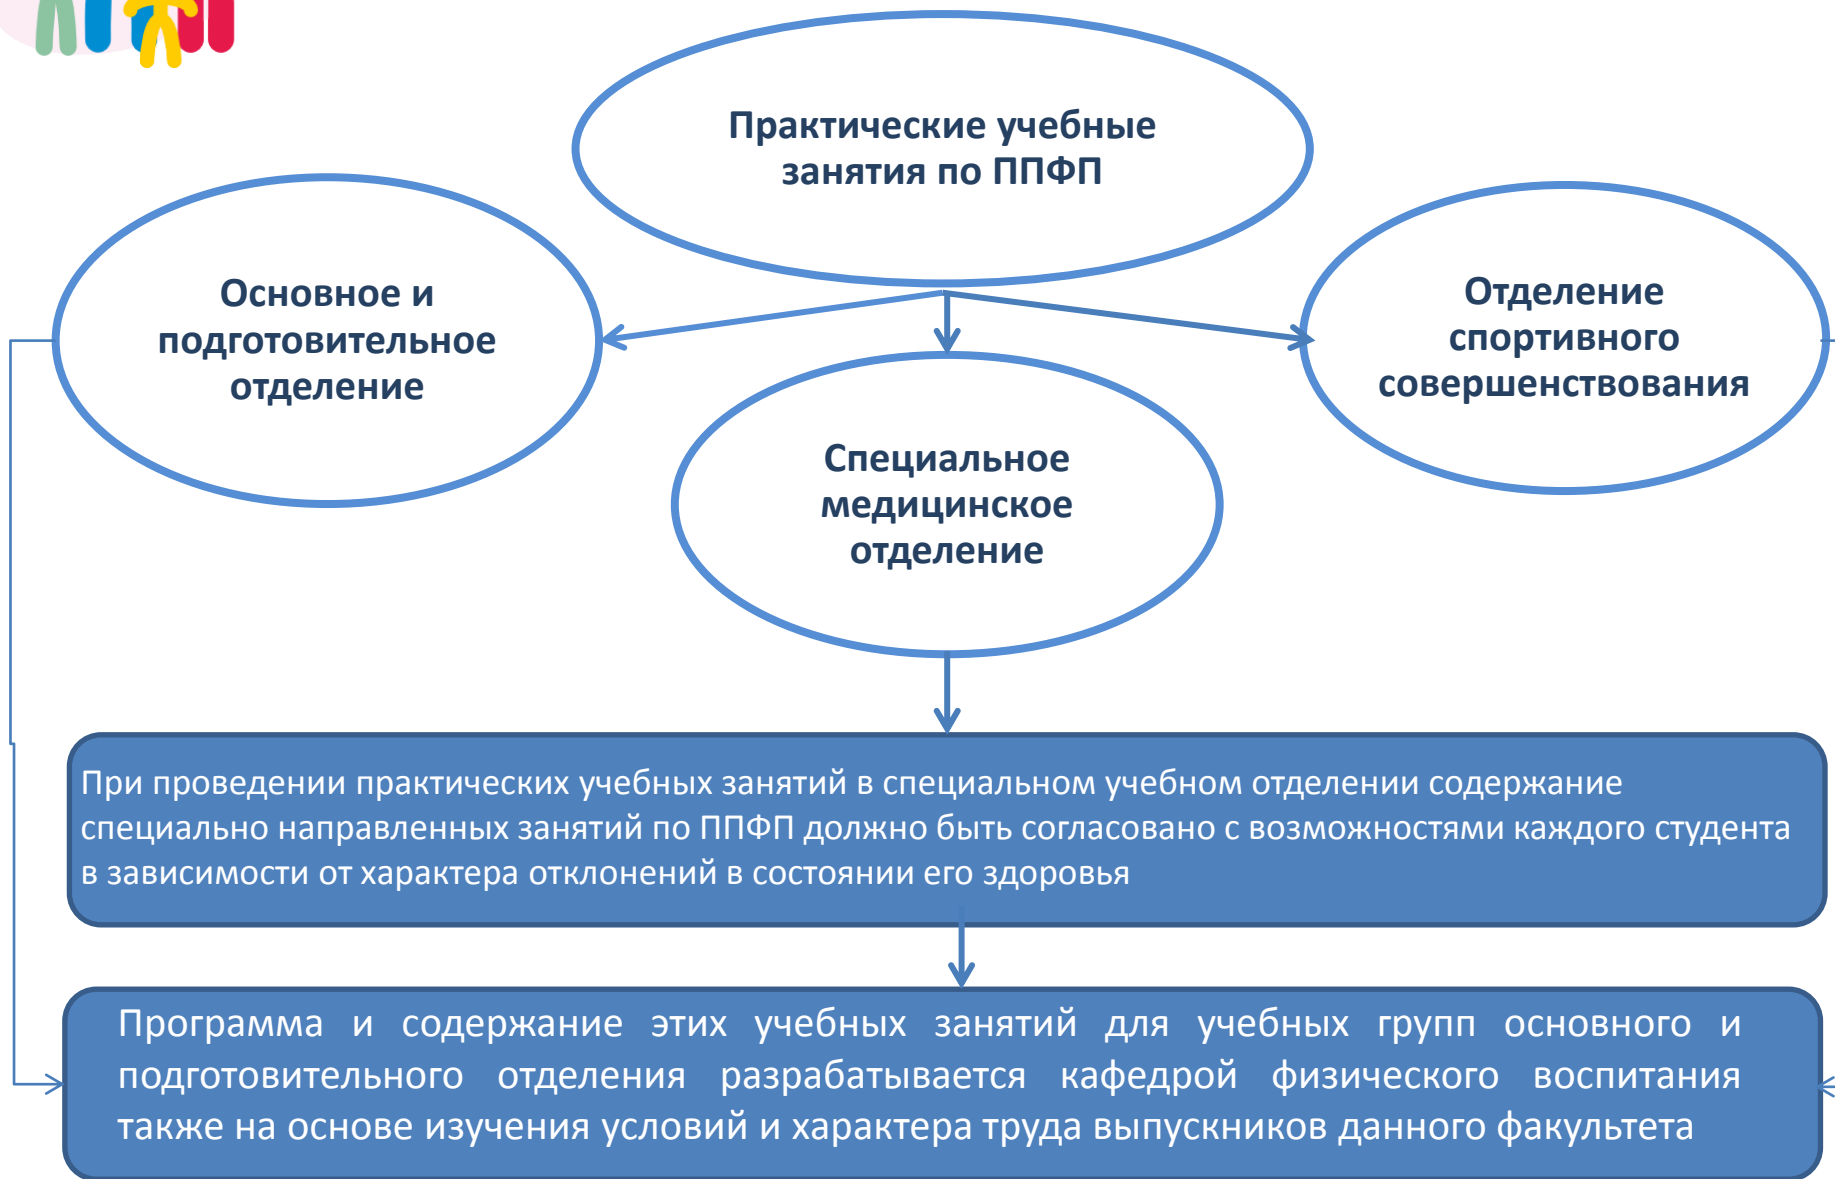 Практические учебные
занятия по ППФП
Основное и
подготовительное
отделение
Отделение
спортивного
совершенствования
Специальное
медицинское
отделение
При проведении практических учебных занятий в специальном учебном отделении содержание
специально направленных занятий по ППФП должно быть согласовано с возможностями каждого студента
в зависимости от характера отклонений в состоянии его здоровья
Программа и содержание этих учебных занятий для учебных групп основного и
подготовительного отделения разрабатывается кафедрой физического воспитания
также на основе изучения условий и характера труда выпускников данного факультета